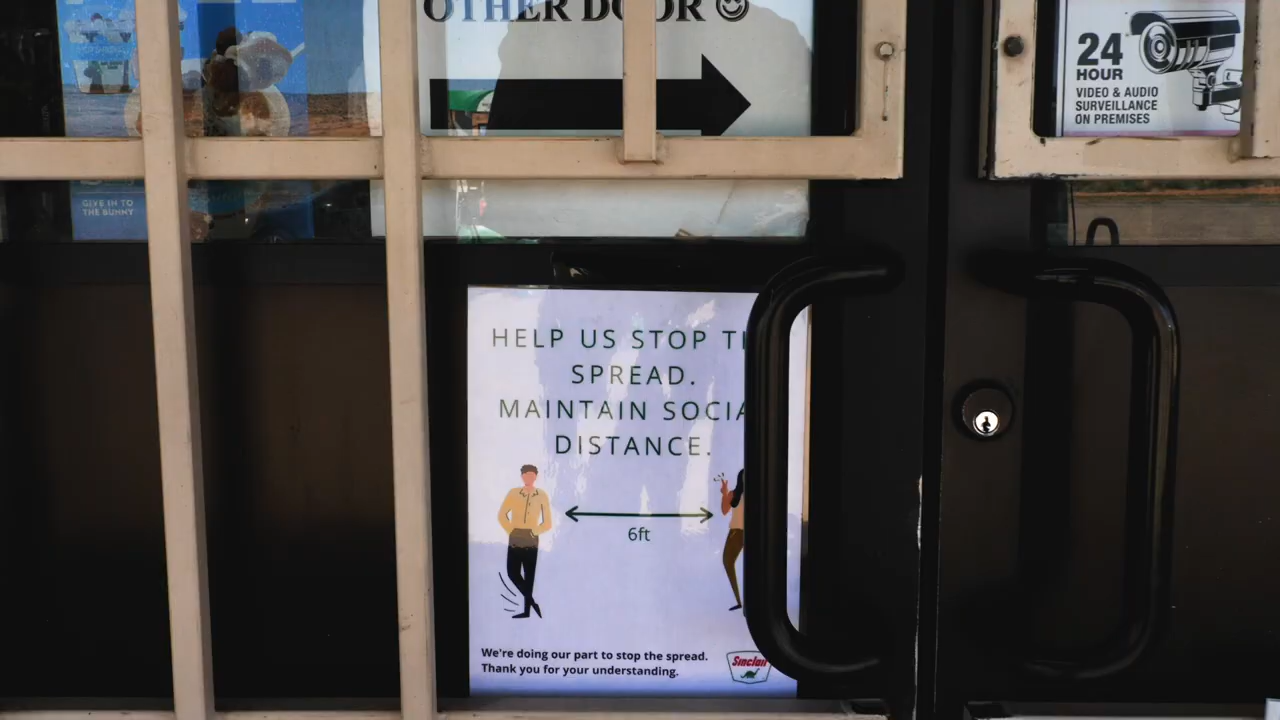 OTHER DOOR ☺
24
HOUR
VIDEO & AUDIO
SURVEILLANCE
ON PREMISES
GIVE IN TO
THE BUNNY
HELP US STOP TH
SPREAD.
MAINTAIN SOCIA
DISTANCE.
6ft
We're doing our part to stop the spread.
Thank you for your understanding.
Sinclair